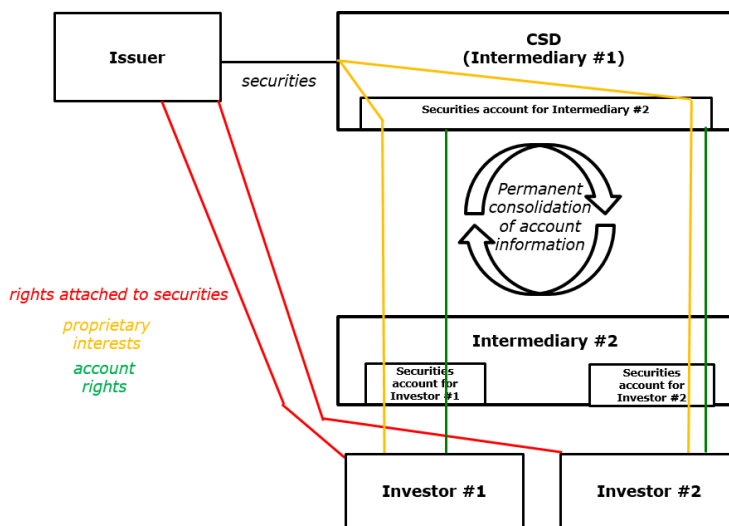 Issuer
securities
CSD
(Intermediary #1)
Securities account for Intermediary #2
Permanent
consolidation
of account
information
rights attached to securities
proprietary
interests
account
rights
Intermediary #2
Securities
account for
Investor #1
Securities
account for
Investor #2
Investor #1
Investor #2